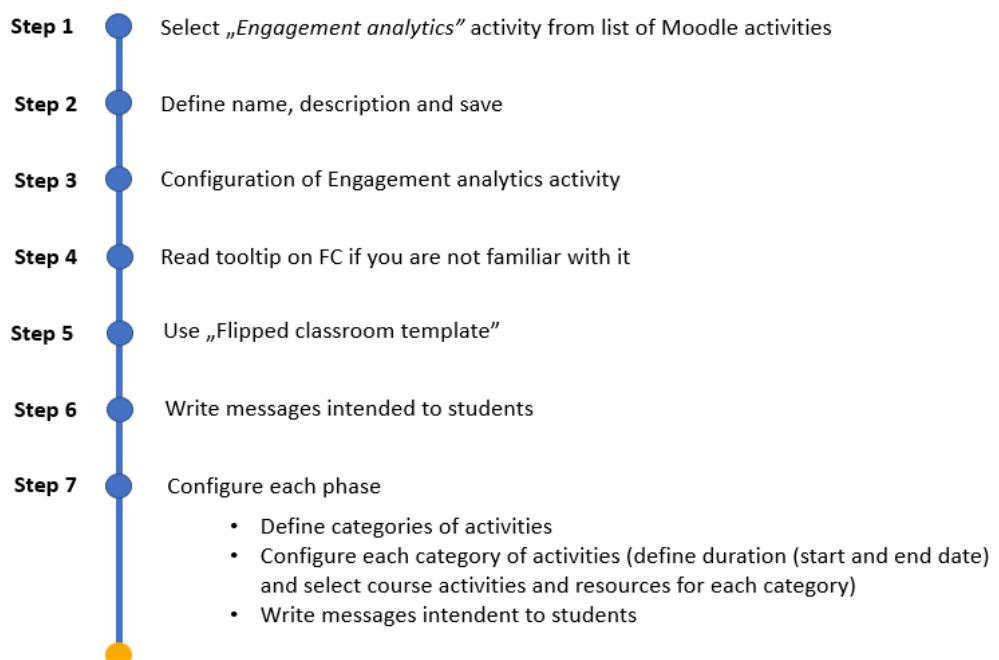 Step 1 Select „Engagement analytics” activity from list of Moodle activities
Step 2 Define name, description and save
Step 3 Configuration of Engagement analytics activity
Step 4 Read tooltip on FC if you are not familiar with it
Step 5 Use „Flipped classroom template”
Step 6 Write messages intended to students
Step 7 Configure each phase
• Define categories of activities
• Configure each category of activities (define duration (start and end date)
and select course activities and resources for each category)
• Write messages intendent to students